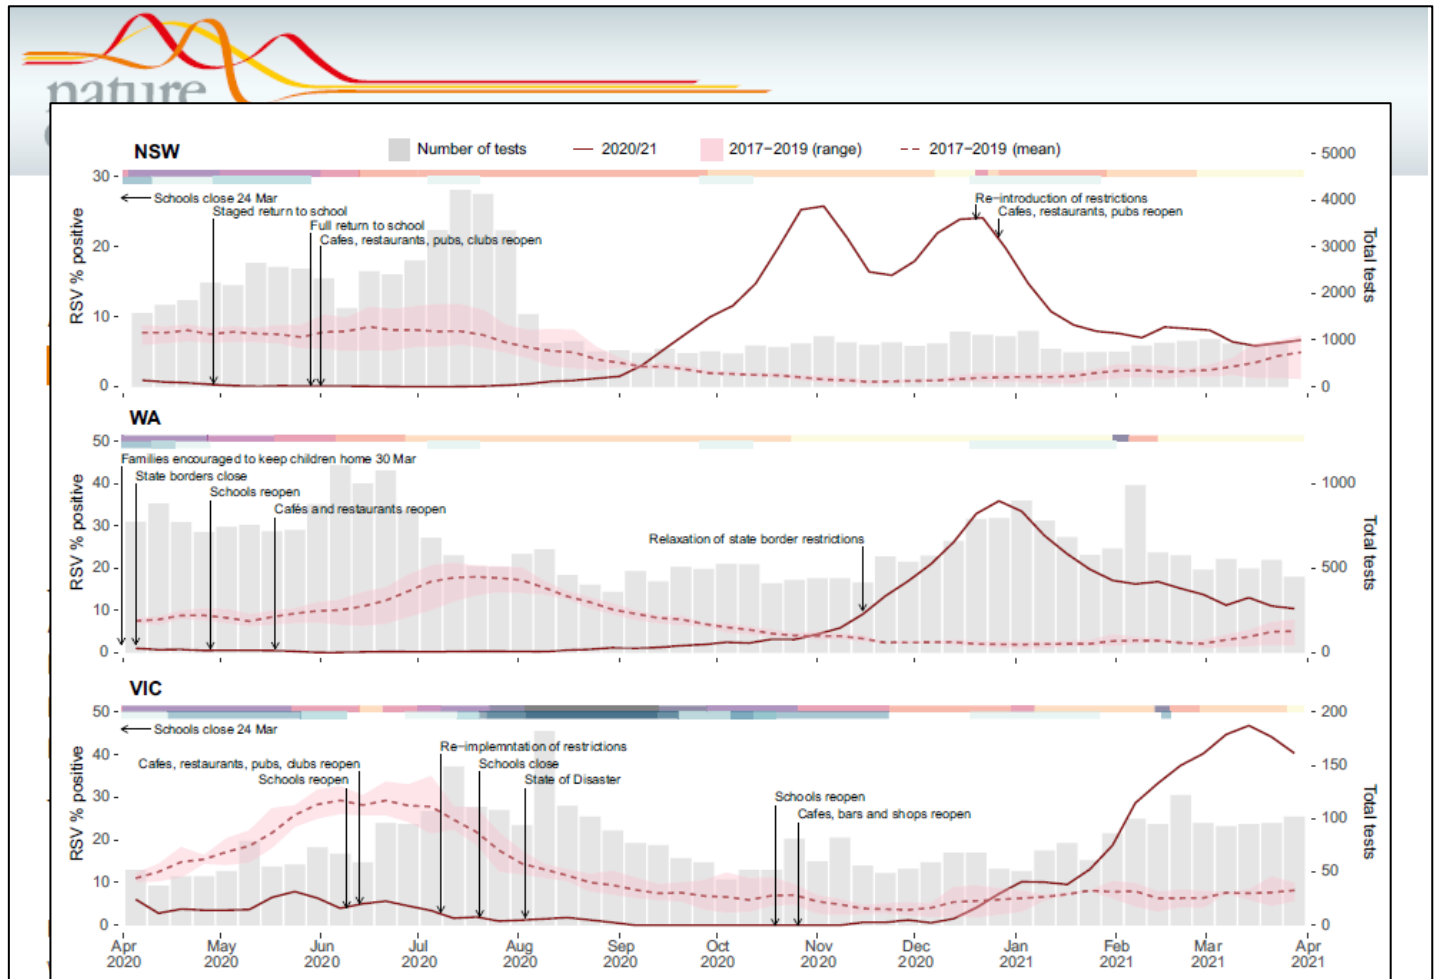 nature
NSW
Number of tests
2020/21
2017−2019 (range)
2017−2019 (mean)
RSV % positive
30
20
10
0
Schools close 24 Mar
Staged return to school
Full return to school
Cafes, restaurants, pubs, clubs reopen
Re−introduction of restrictions
Cafes, restaurants, pubs reopen
5000
4000
3000
2000
1000
0
Total tests
WA
RSV % positive
50
40
30
20
10
0
Families encouraged to keep children home 30 Mar
State borders close
Schools reopen
Cafés and restaurants reopen
Relaxation of state border restrictions
1000
500
0
Total tests
VIC
RSV % positive
50
40
30
20
10
0
Schools close 24 Mar
Cafes, restaurants, pubs, clubs reopen
Schools reopen
Re−implemntation of restrictions
Schools close
State of Disaster
Schools reopen
Cafes, bars and shops reopen
200
150
100
50
0
Total tests
Apr 2020
May 2020
Jun 2020
Jul 2020
Aug 2020
Sep 2020
Oct 2020
Nov 2020
Dec 2020
Jan 2021
Feb 2021
Mar 2021
Apr 2021